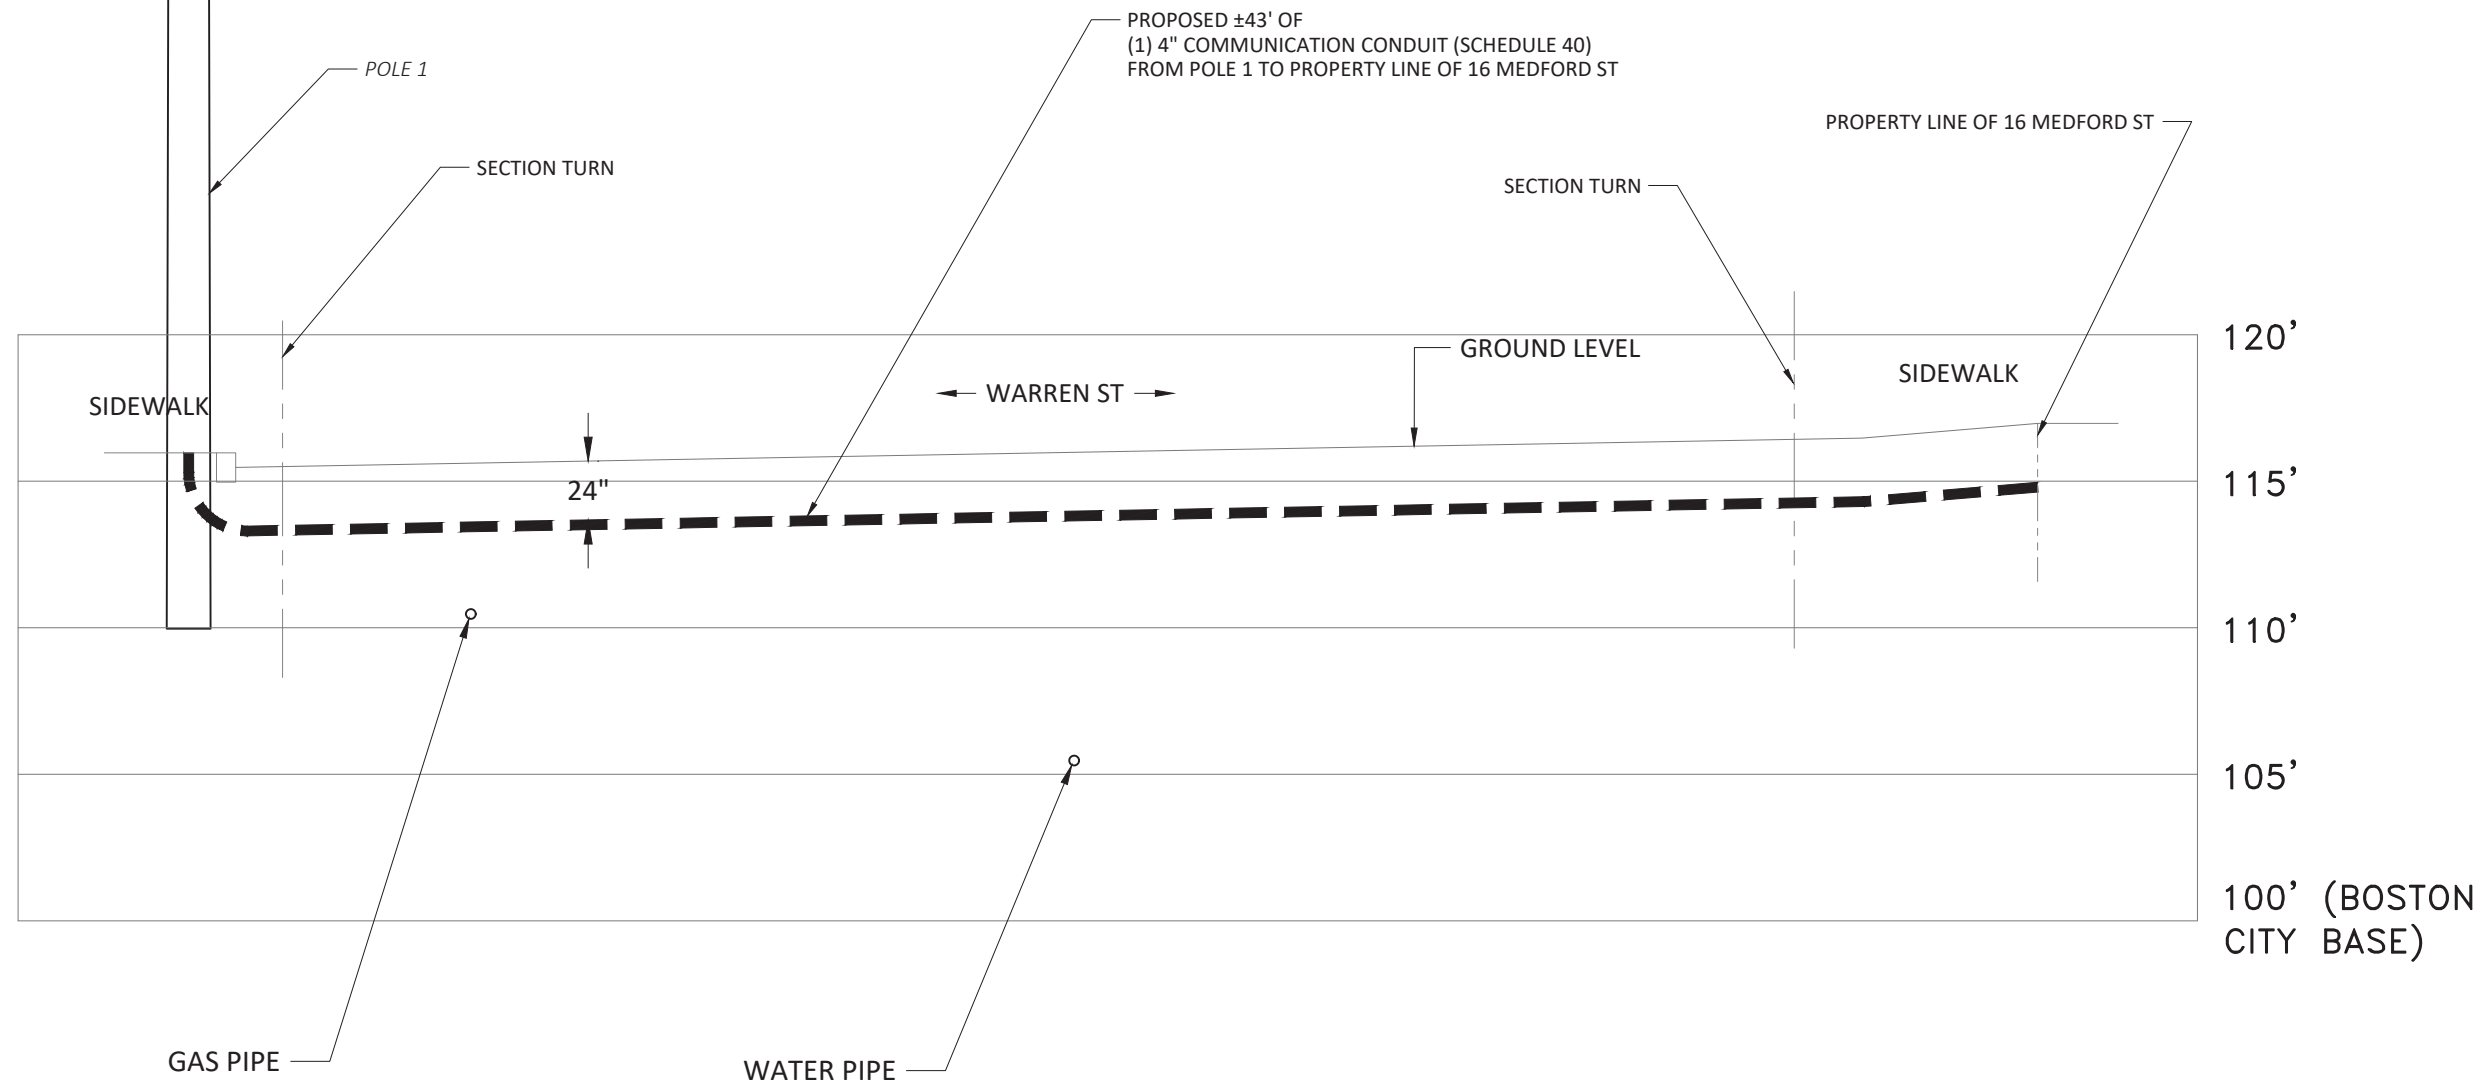 PROPOSED ±43' OF
(1) 4" COMMUNICATION CONDUIT (SCHEDULE 40)
FROM POLE 1 TO PROPERTY LINE OF 16 MEDFORD ST
POLE 1
PROPERTY LINE OF 16 MEDFORD ST
SECTION TURN
SECTION TURN
120'
GROUND LEVEL
SIDEWALK
WARREN ST
SIDEWALK
24"
115'
110'
105'
100' (BOSTON
CITY BASE)
GAS PIPE
WATER PIPE